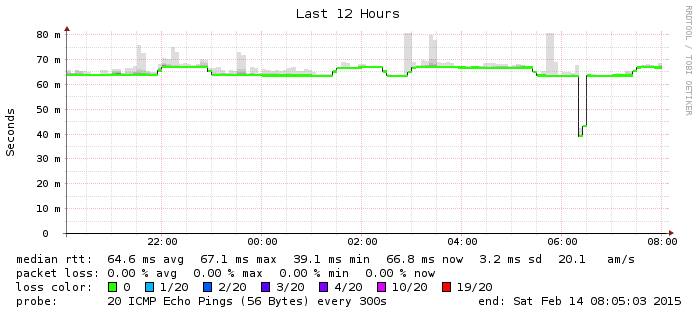 Last 12 Hours
RRDTOOL / TOBI OETIKER
Seconds
80 m
70 m
60 m
50 m
40 m
30 m
20 m
10 m
0
22:00 00:00 02:00 04:00 06:00 08:00
median rtt: 64.6 ms avg 67.1 ms max 39.1 ms min 66.8 ms now 3.2 ms sd 20.1 am/s
packet loss: 0.00 % avg 0.00 % max 0.00 % min 0.00 % now
loss color: 0 1/20 2/20 3/20 4/20 10/20 19/20
probe: 20 ICMP Echo Pings (56 Bytes) every 300s end: Sat Feb 14 08:05:03 2015